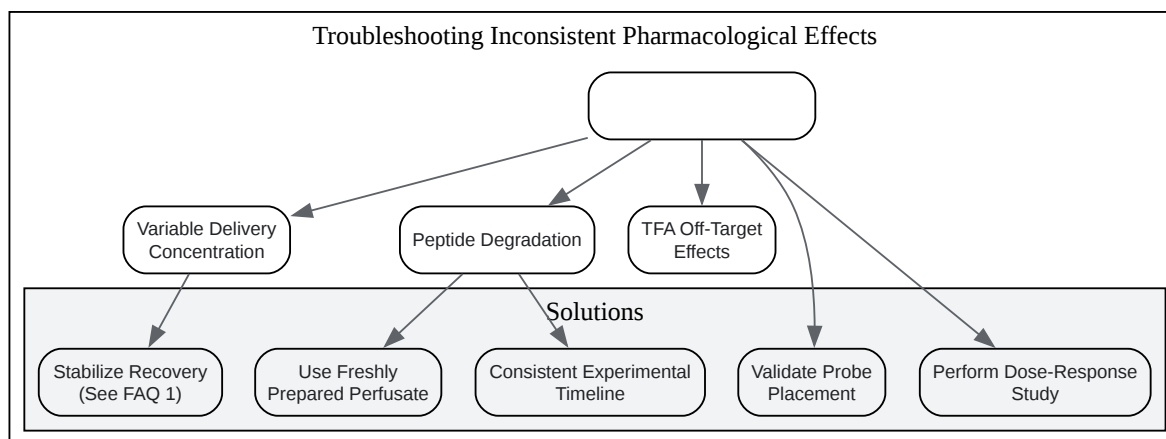 Troubleshooting Inconsistent Pharmacological Effects
Variable Delivery
Concentration
Peptide Degradation
TFA Off-Target
Effects
Solutions
Stabilize Recovery
(See FAQ 1)
Use Freshly
Prepared Perfusate
Consistent Experimental
Timeline
Validate Probe
Placement
Perform Dose-Response
Study